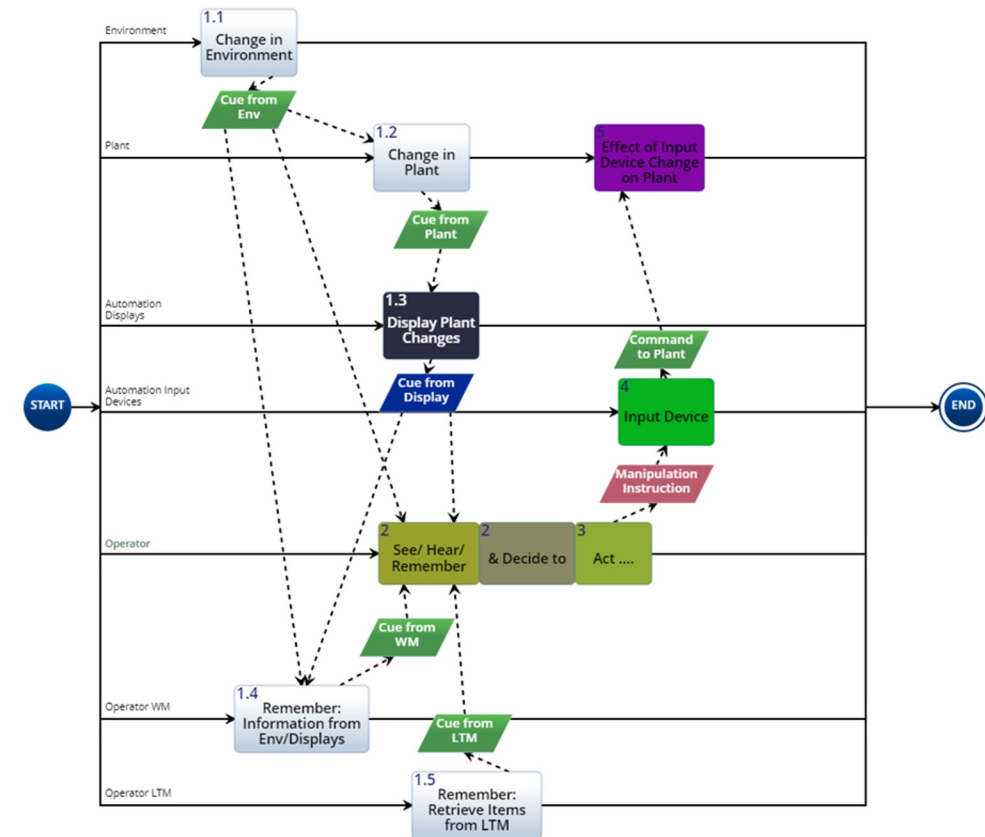 1.1
Environment
Change in
Environment
Cue from
Env
1.2
Plant
Change in
Plant
5
Effect of Input
Device Change
on Plant
Cue from
Plant
Automation
Displays
1.3
Display Plant
Changes
Command
to Plant
Cue from
Display
Automation Input
Devices
4
Input Device
START
END
Manipulation
Instruction
Operator
2
See/ Hear/
Remember
2
& Decide to
3
Act ....
Cue from
WM
1.4
Operator WM
Remember:
Information from
Env/Displays
Cue from
LTM
1.5
Operator LTM
Remember:
Retrieve Items
from LTM